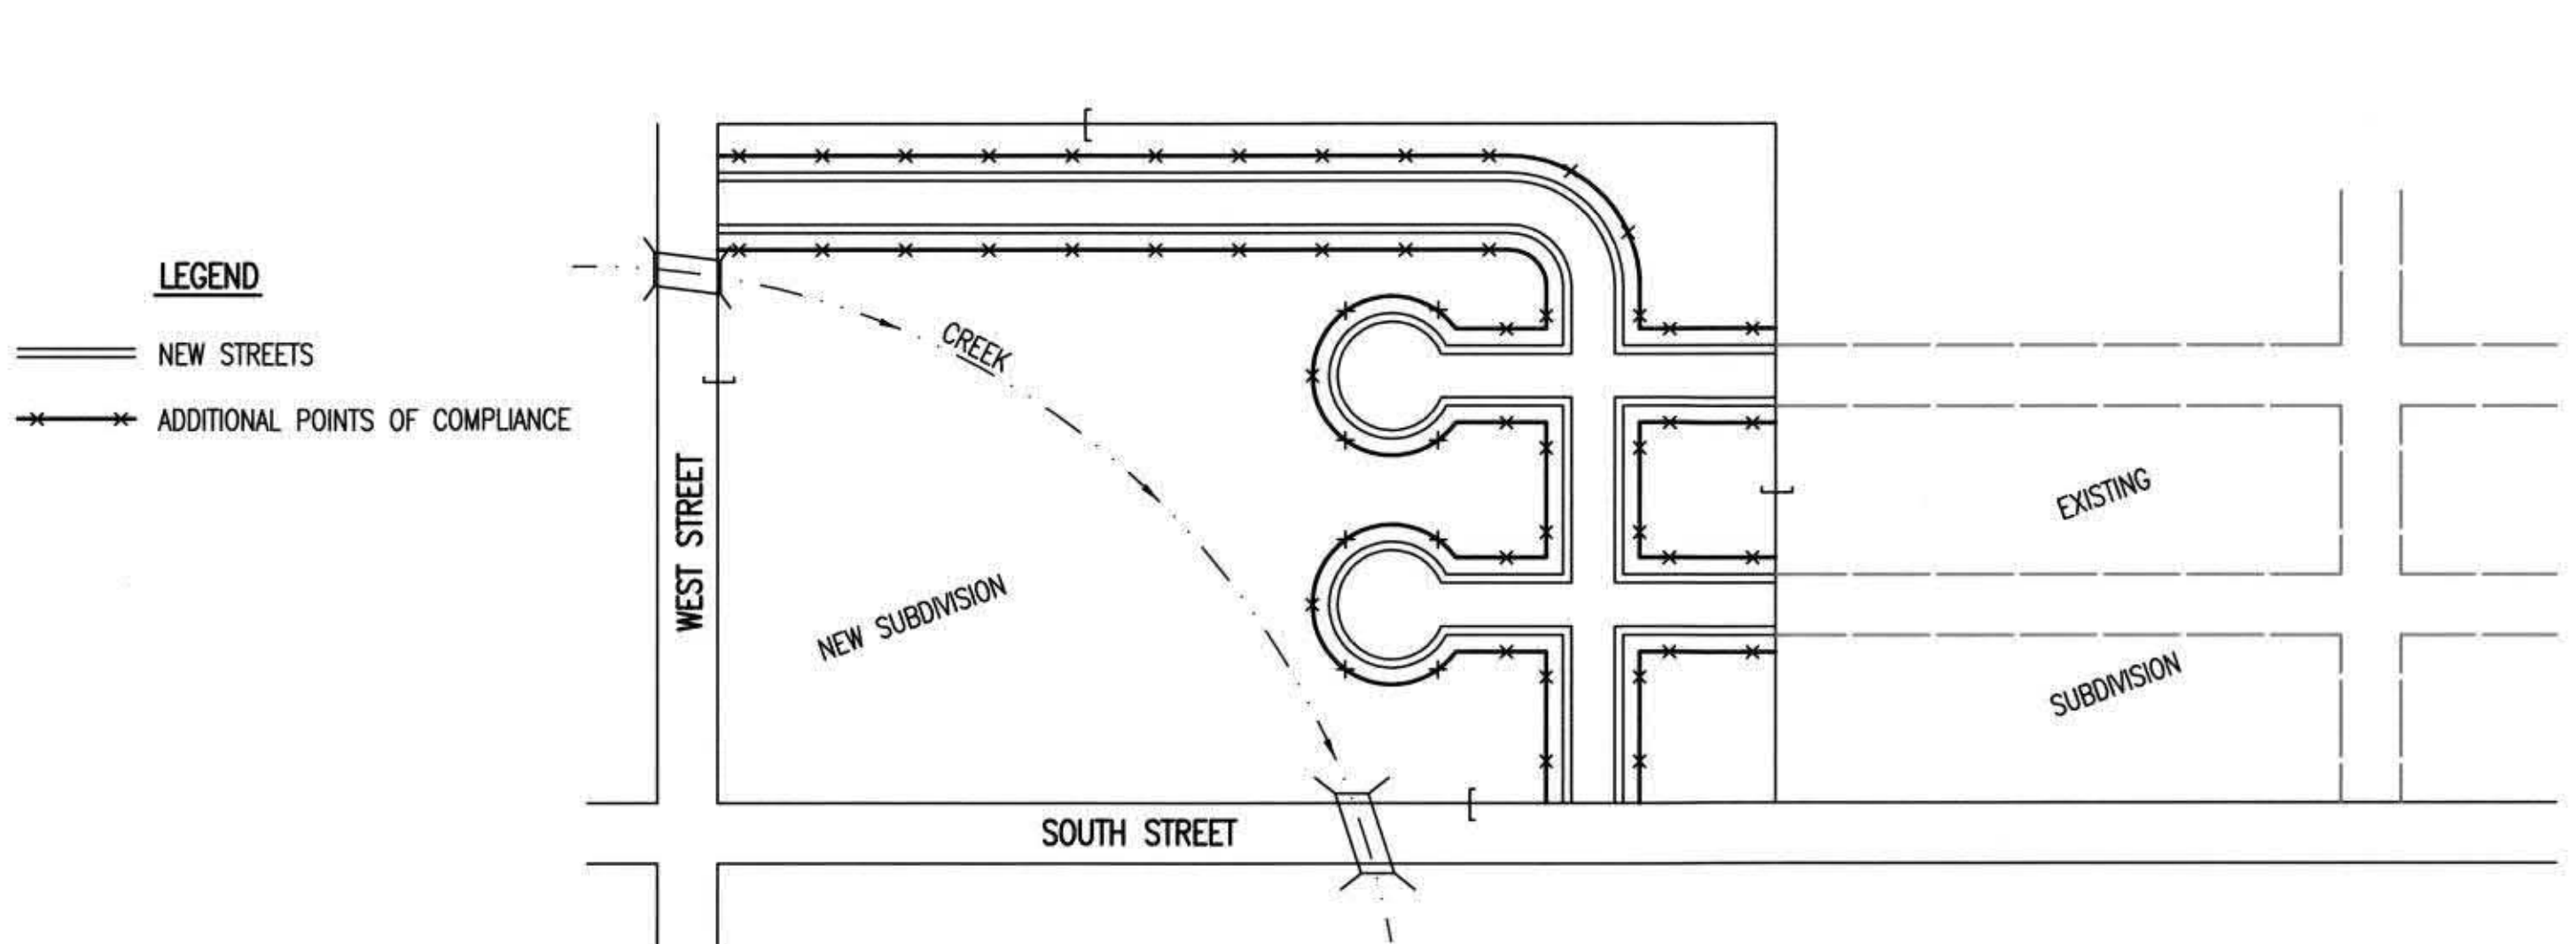 LEGEND
NEW STREETS
ADDITIONAL POINTS OF COMPLIANCE
WEST STREET
CREEK
NEW SUBDIVISION
SOUTH STREET
EXISTING
SUBDIVISION